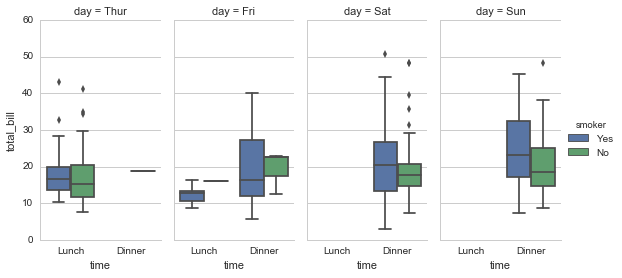 day = Thur
day = Fri
day = Sat
day = Sun
60
50
40
30
20
10
0
total_bill
Lunch Dinner
Lunch Dinner
Lunch Dinner
Lunch Dinner
time
time
time
time
smoker
Yes
No